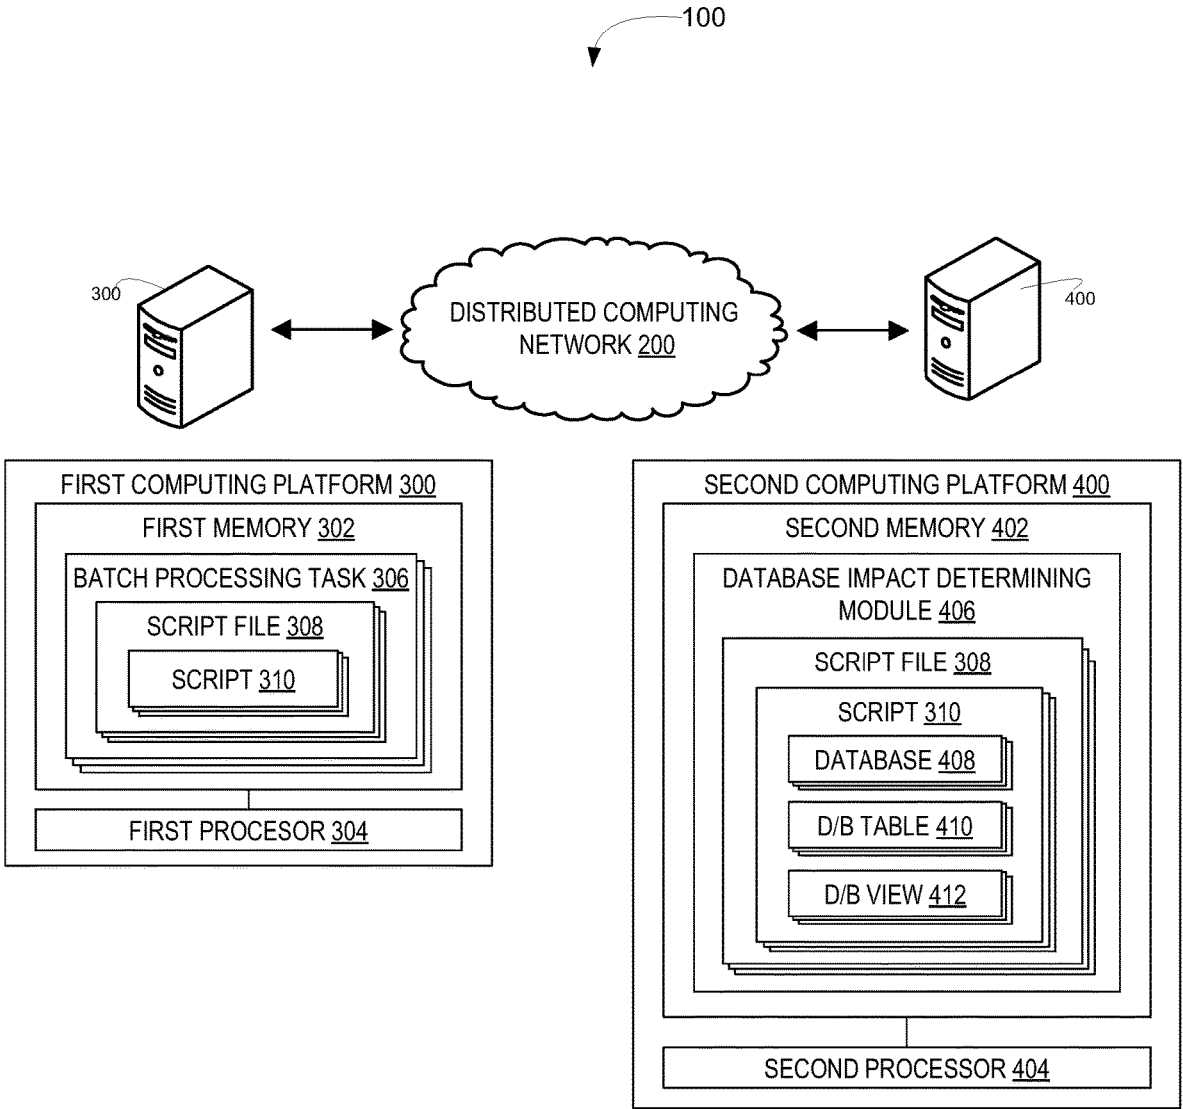 100
300
DISTRIBUTED COMPUTING
NETWORK 200
400
FIRST COMPUTING PLATFORM 300
FIRST MEMORY 302
BATCH PROCESSING TASK 306
SCRIPT FILE 308
SCRIPT 310
FIRST PROCESOR 304
SECOND COMPUTING PLATFORM 400
SECOND MEMORY 402
DATABASE IMPACT DETERMINING
MODULE 406
SCRIPT FILE 308
SCRIPT 310
DATABASE 408
D/B TABLE 410
D/B VIEW 412
SECOND PROCESSOR 404